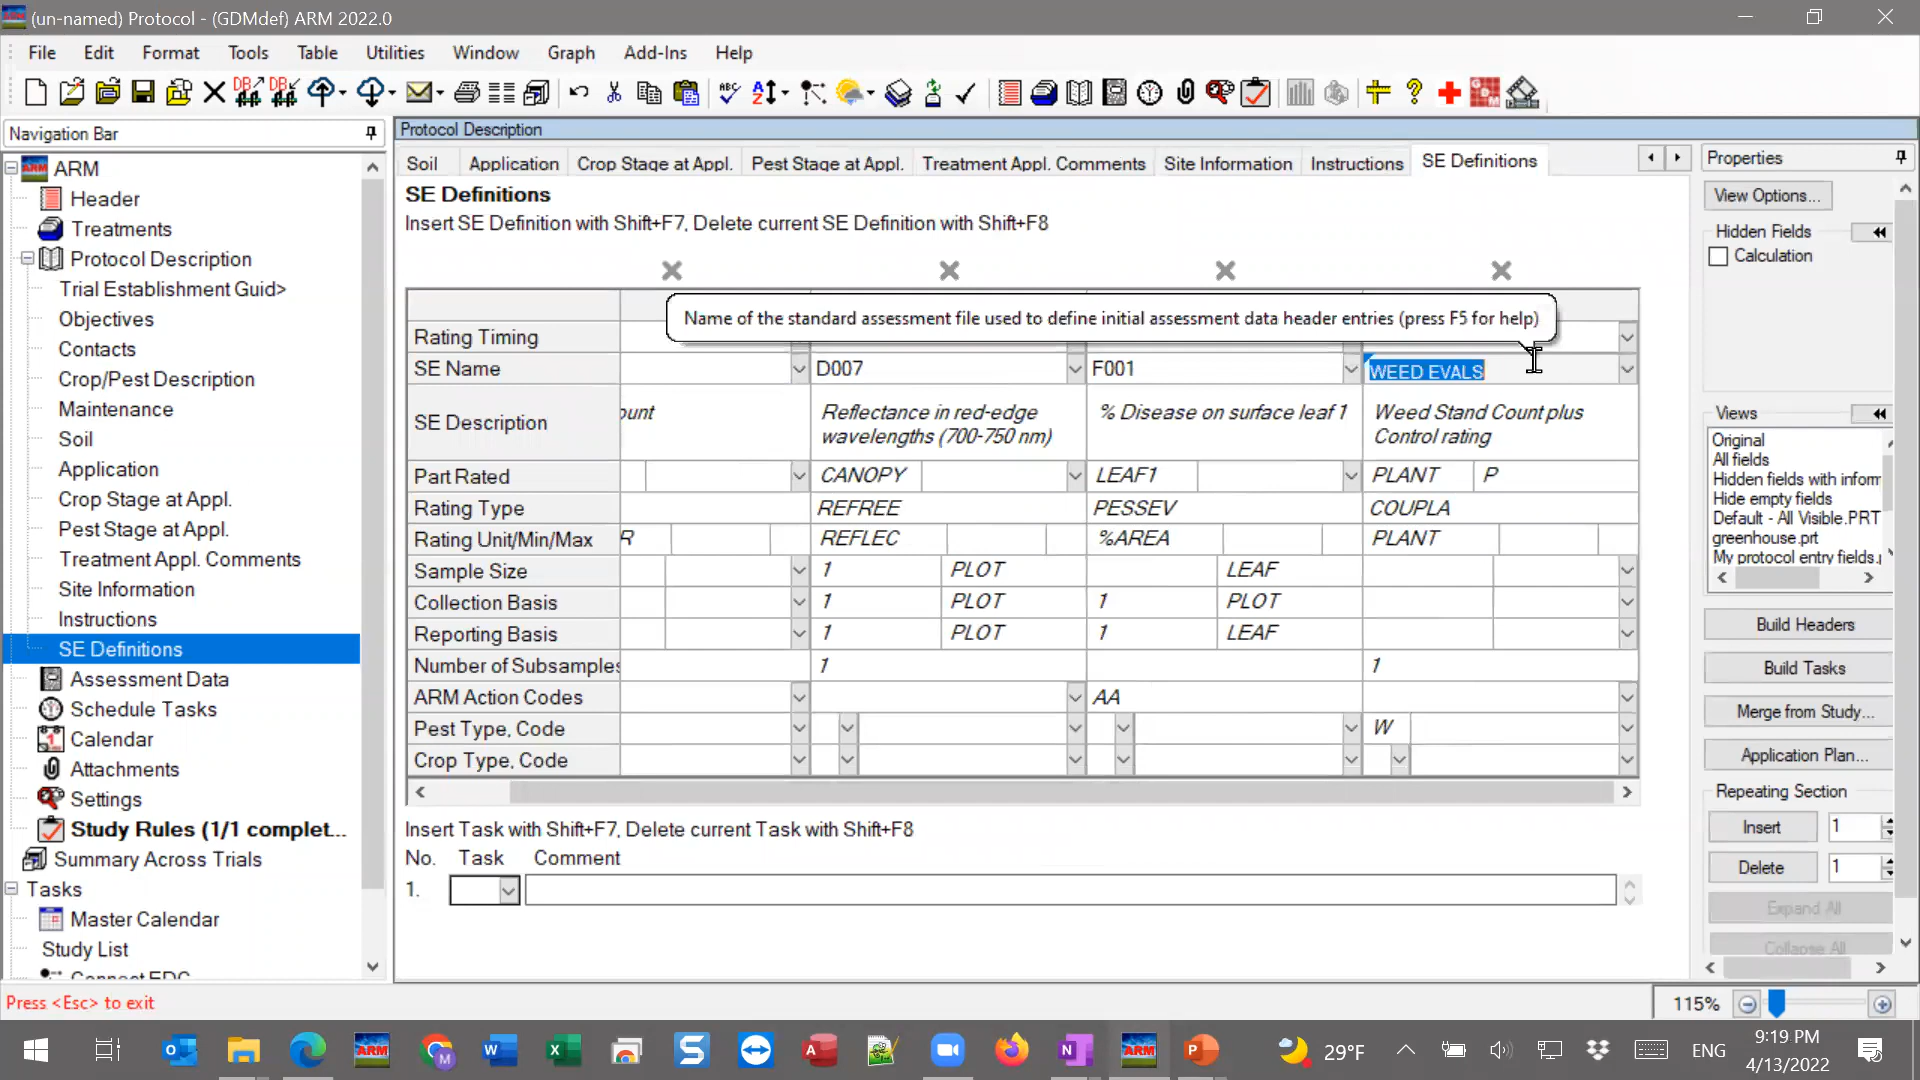 (un-named) Protocol - (GDMdef) ARM 2022.0
File Edit Format Tools Table Utilities Window Graph Add-Ins Help
Navigation Bar
ARM
Header
Treatments
Protocol Description
Trial Establishment Guid>
Objectives
Contacts
Crop/Pest Description
Maintenance
Soil
Application
Crop Stage at Appl.
Pest Stage at Appl.
Treatment Appl. Comments
Site Information
Instructions
SE Definitions
Assessment Data
Schedule Tasks
Calendar
Attachments
Settings
Study Rules (1/1 complet...
Summary Across Trials
Tasks
Master Calendar
Study List
Connect EDC
Press <Esc> to exit
Protocol Description
Soil Application Crop Stage at Appl. Pest Stage at Appl. Treatment Appl. Comments Site Information Instructions SE Definitions
SE Definitions
Insert SE Definition with Shift+F7, Delete current SE Definition with Shift+F8
Name of the standard assessment file used to define initial assessment data header entries (press F5 for help)
Rating Timing
SE Name D007 F001 WEED EVALS
SE Description ount Reflectance in red-edge wavelengths (700-750 nm) % Disease on surface leaf 1 Weed Stand Count plus Control rating
Part Rated CANOPY LEAF1 PLANT P
Rating Type REFREE PESSEV COUPLA
Rating Unit/Min/Max R REFLEC %AREA PLANT
Sample Size 1 PLOT LEAF
Collection Basis 1 PLOT 1 PLOT
Reporting Basis 1 PLOT 1 LEAF
Number of Subsamples 1 1
ARM Action Codes AA
Pest Type, Code W
Crop Type, Code
Insert Task with Shift+F7, Delete current Task with Shift+F8
No. Task Comment
1.
Properties
View Options...
Hidden Fields
Calculation
Views
Original
All fields
Hidden fields with inform
Hide empty fields
Default - All Visible.PRT
greenhouse.prt
My protocol entry fields.p
Build Headers
Build Tasks
Merge from Study...
Application Plan...
Repeating Section
Insert 1
Delete 1
Expand All
Collapse All
115%
29°F
ENG
9:19 PM
4/13/2022